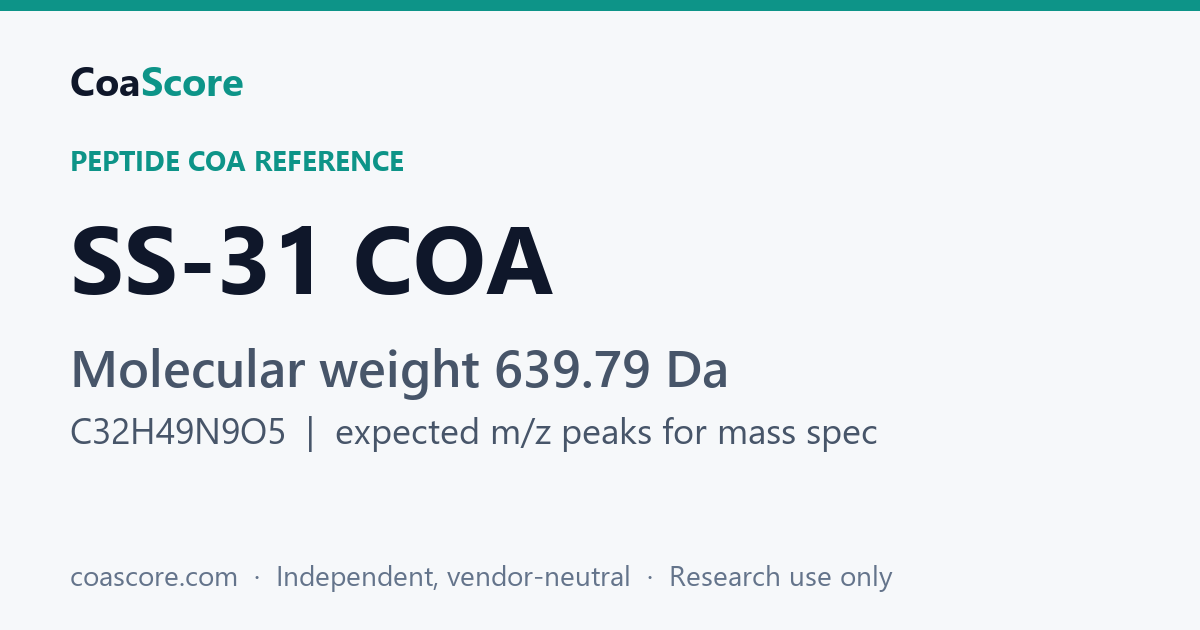 CoaScore
PEPTIDE COA REFERENCE
SS-31 COA
Molecular weight 639.79 Da
C32H49N9O5 | expected m/z peaks for mass spec
coascore.com · Independent, vendor-neutral · Research use only